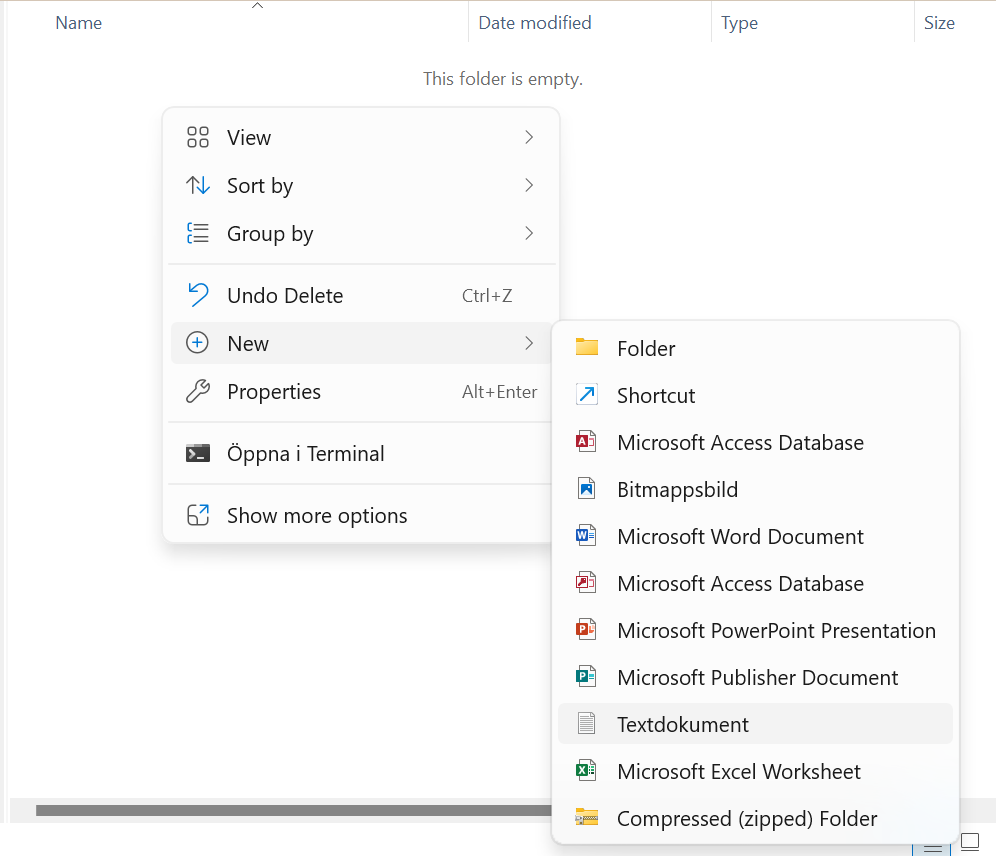 Name Date modified Type Size
This folder is empty.
View
Sort by
Group by
Undo Delete Ctrl+Z
New
Properties Alt+Enter
Öppna i Terminal
Show more options
Folder
Shortcut
Microsoft Access Database
Bitmappsbild
Microsoft Word Document
Microsoft Access Database
Microsoft PowerPoint Presentation
Microsoft Publisher Document
Textdokument
Microsoft Excel Worksheet
Compressed (zipped) Folder